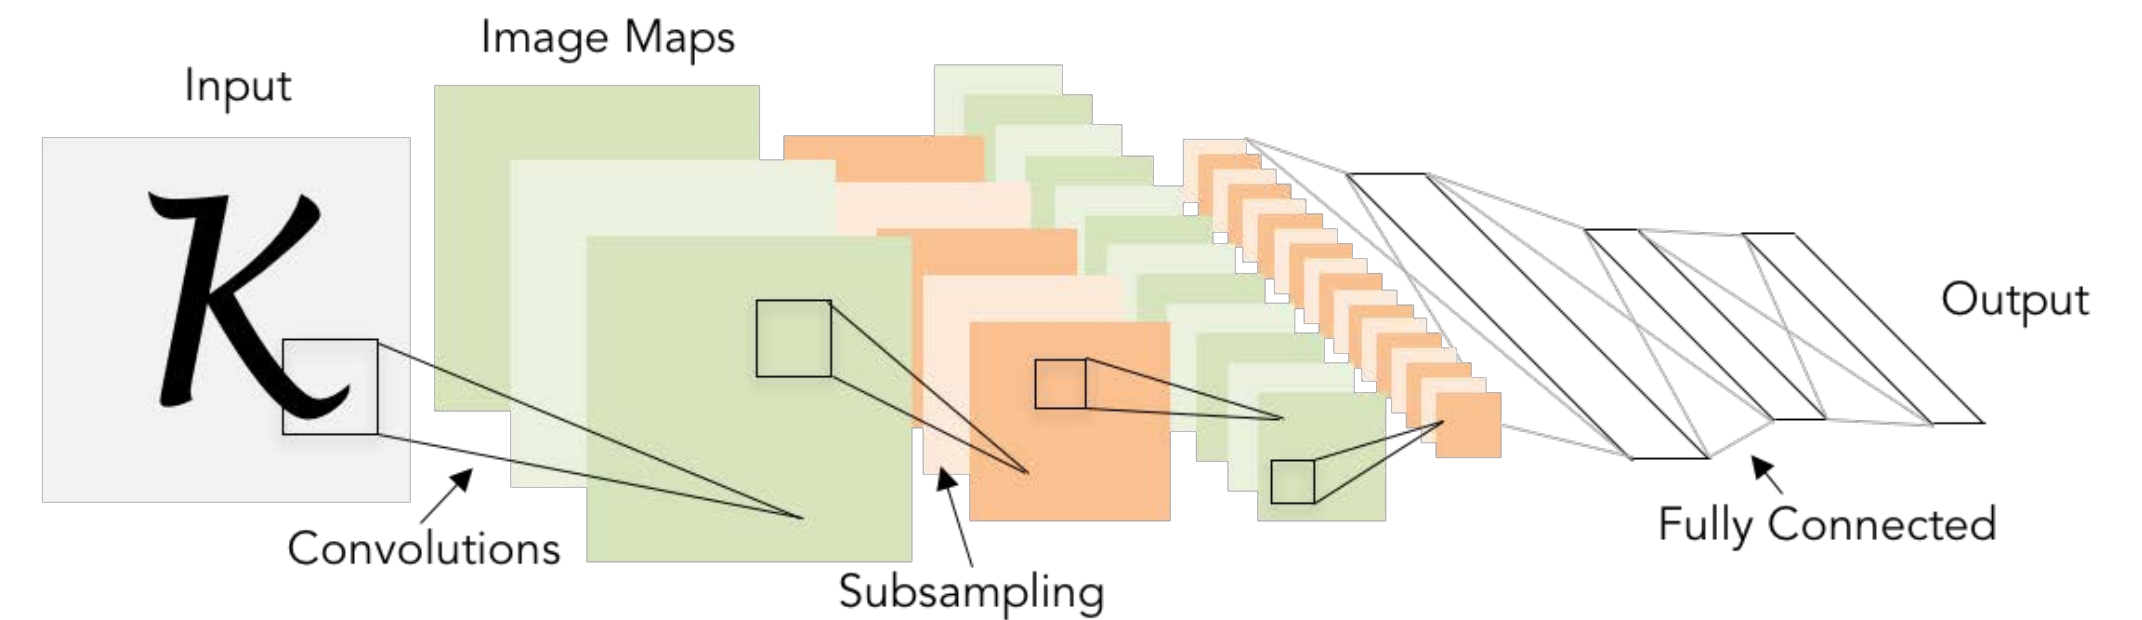 Image Maps
Input
K
Convolutions
Subsampling
Fully Connected
Output